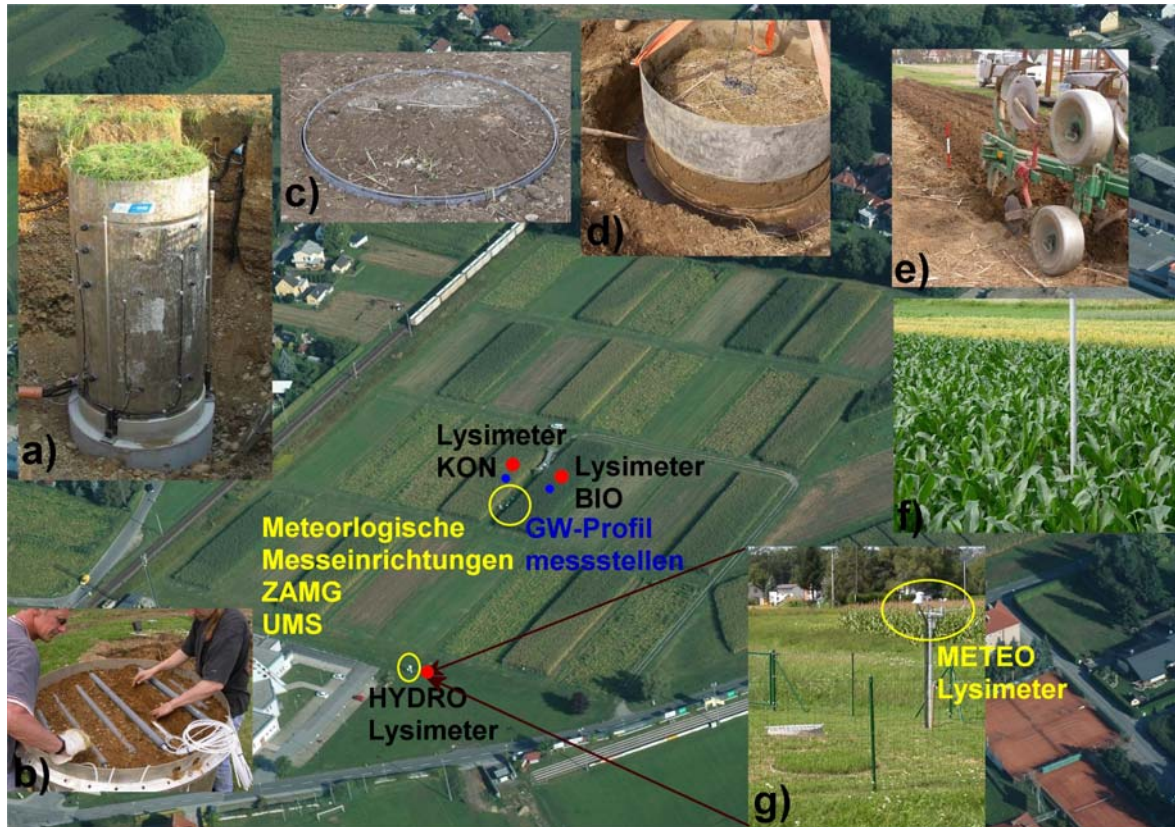 a)
c)
d)
e)
f)
Lysimeter
KON
Lysimeter
BIO
Meteorlogische
Messeinrichtungen
ZAMG
UMS
GW-Profil
messstellen
HYDRO
Lysimeter
b)
METEO
Lysimeter
g)